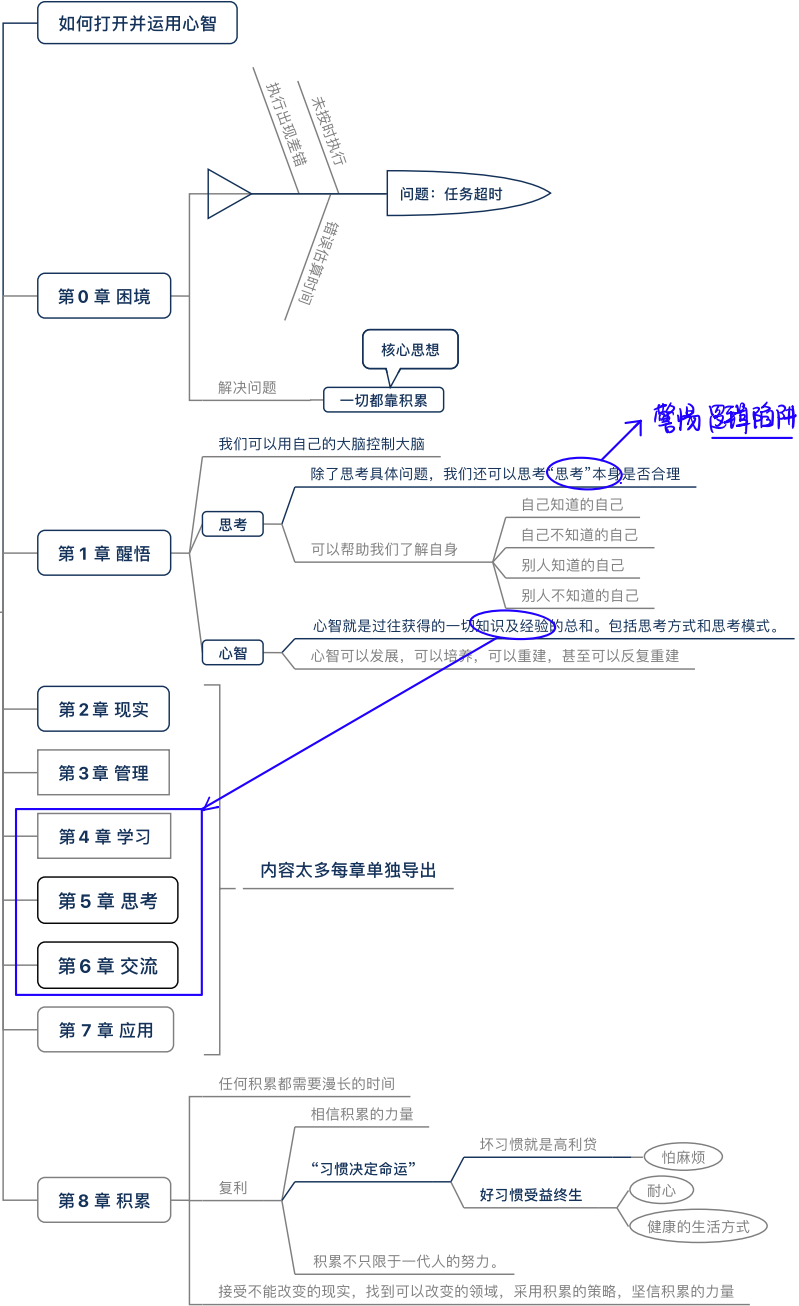 如何打开并运用心智
执行出现差错
未按时执行
问题：任务超时
错误估算时间
第0章 困境
核心思想
解决问题
一切都靠积累
警惕 逻辑陷阱
我们可以用自己的大脑控制大脑
除了思考具体问题，我们还可以思考“思考”本身是否合理
自己知道的自己
思考
自己不知道的自己
可以帮助我们了解自身
第1章 醒悟
别人知道的自己
别人不知道的自己
心智就是过往获得的一切知识及经验的总和。包括思考方式和思考模式。
心智
心智可以发展，可以培养，可以重建，甚至可以反复重建
第2章 现实
第3章 管理
第4章 学习
内容太多每章单独导出
第5章 思考
第6章 交流
第7章 应用
任何积累都需要漫长的时间
相信积累的力量
坏习惯就是高利贷
怕麻烦
“习惯决定命运”
复利
好习惯受益终生
耐心
第8章 积累
健康的生活方式
积累不只限于一代人的努力。
接受不能改变的现实，找到可以改变的领域，采用积累的策略，坚信积累的力量